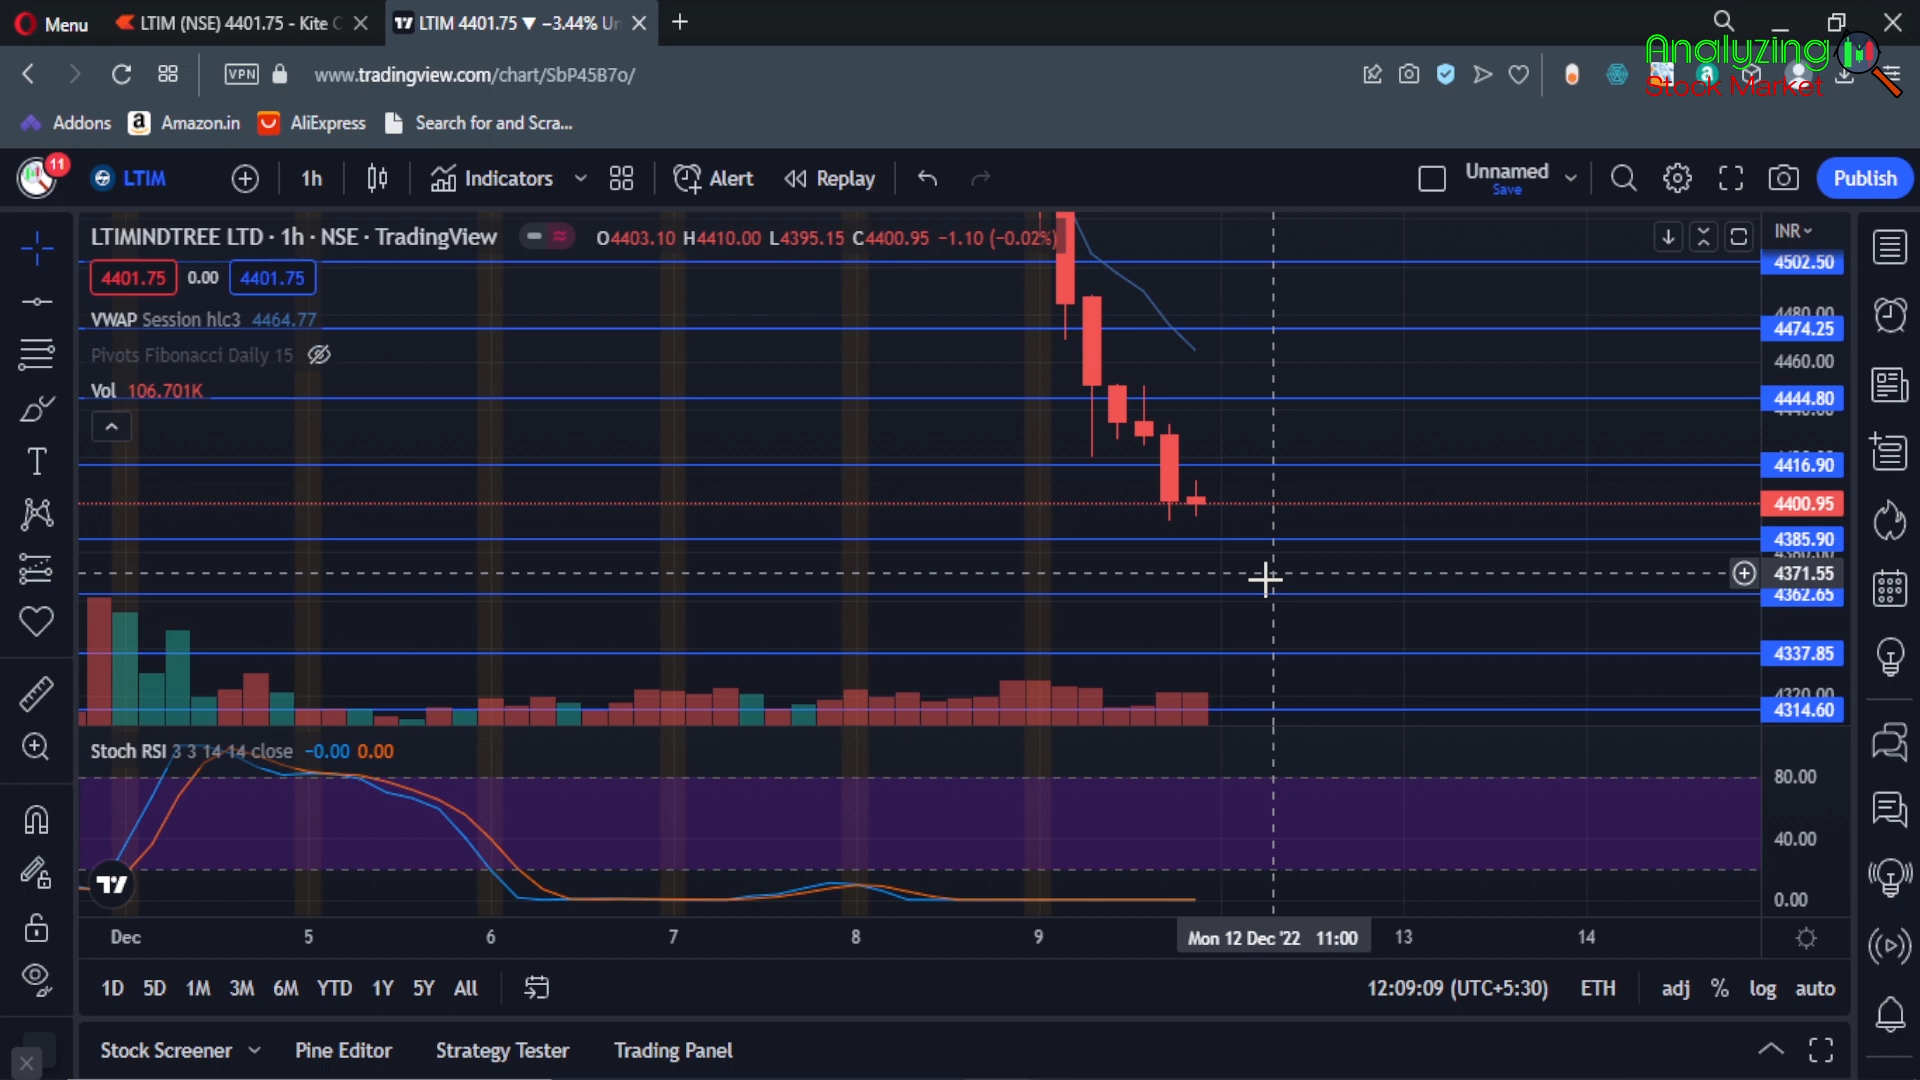 Menu
LTIM (NSE) 4401.75 - Kite C
LTIM 4401.75 ▼ −3.44% Un
VPN
www.tradingview.com/chart/SbP45B7o/
Analyzing
Stock Market
Addons
Amazon.in
AliExpress
Search for and Scra...
11
LTIM
1h
Indicators
Alert
Replay
Unnamed
Save
Publish
LTIMINDTREE LTD · 1h · NSE · TradingView
O4403.10 H4410.00 L4395.15 C4400.95 −1.10 (−0.02%)
INR
4401.75
0.00
4401.75
VWAP Session hlc3 4464.77
Pivots Fibonacci Daily 15
Vol 106.701K
4502.50
4480.00
4474.25
4460.00
4444.80
4416.90
4400.95
4385.90
4371.55
4362.65
4337.85
4320.00
4314.60
Stoch RSI 3 3 14 14 close −0.00 0.00
80.00
40.00
0.00
Dec
5
6
7
8
9
Mon 12 Dec '22 11:00
13
14
1D 5D 1M 3M 6M YTD 1Y 5Y All
12:09:09 (UTC+5:30)
ETH
adj % log auto
Stock Screener
Pine Editor
Strategy Tester
Trading Panel